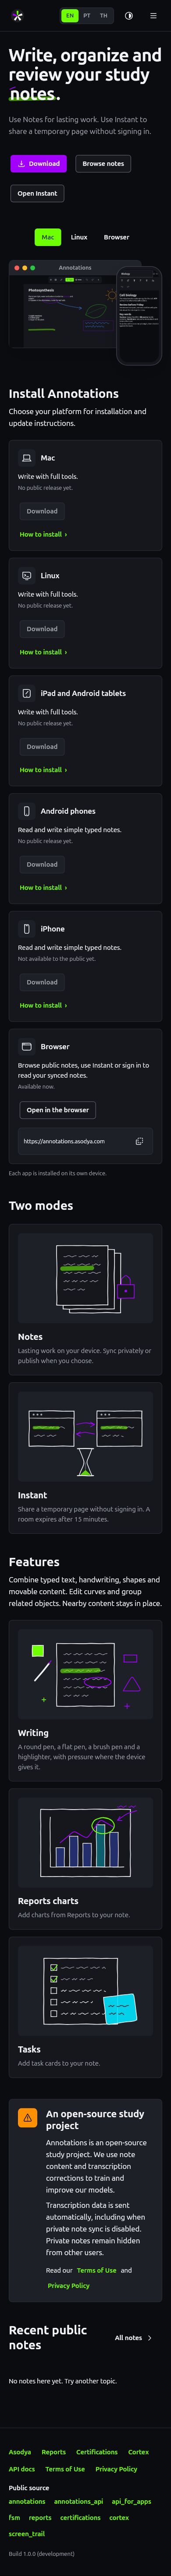 EN PT TH
Write, organize and
review your study
notes.
Use Notes for lasting work. Use Instant to
share a temporary page without signing in.
Download
Browse notes
Open Instant
Mac Linux Browser
Annotations
Photosynthesis
Install Annotations
Choose your platform for installation and
update instructions.
Mac
Write with full tools.
No public release yet.
Download
How to install ›
Linux
Write with full tools.
No public release yet.
Download
How to install ›
iPad and Android tablets
Write with full tools.
No public release yet.
Download
How to install ›
Android phones
Read and write simple typed notes.
No public release yet.
Download
How to install ›
iPhone
Read and write simple typed notes.
Not available to the public yet.
Download
How to install ›
Browser
Browse public notes, use Instant or sign in to
read your synced notes.
Available now.
Open in the browser
https://annotations.asodya.com
Each app is installed on its own device.
Two modes
Notes
Lasting work on your device. Sync privately or
publish when you choose.
Instant
Share a temporary page without signing in. A
room expires after 15 minutes.
Features
Combine typed text, handwriting, shapes and
movable content. Edit curves and group
related objects. Nearby content stays in place.
Writing
A round pen, a flat pen, a brush pen and a
highlighter, with pressure where the device
gives it.
Reports charts
Add charts from Reports to your note.
Tasks
Add task cards to your note.
An open-source study
project
Annotations is an open-source
study project. We use note
content and transcription
corrections to train and
improve our models.
Transcription data is sent
automatically, including when
private note sync is disabled.
Private notes remain hidden
from other users.
Read our Terms of Use and
Privacy Policy
Recent public
notes
All notes ›
No notes here yet. Try another topic.
Asodya Reports Certifications Cortex
API docs Terms of Use Privacy Policy
Public source
annotations annotations_api api_for_apps
fsm reports certifications cortex
screen_trail
Build 1.0.0 (development)